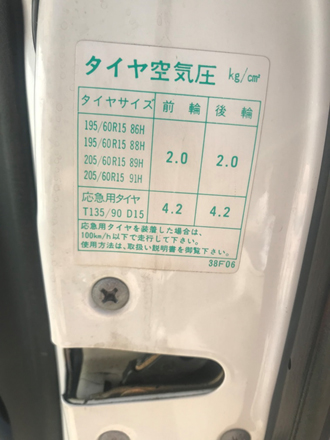 タイヤ空気圧 kg/cm²
タイヤサイズ 前輪 後輪
195/60R15 86H
195/60R15 88H
205/60R15 89H
205/60R15 91H
2.0 2.0
応急用タイヤ
T135/90 D15
4.2 4.2
応急用タイヤを装着した場合は、
100km/h以下で走行して下さい。
使用方法は、取扱い説明書を御覧下さい。
38F06